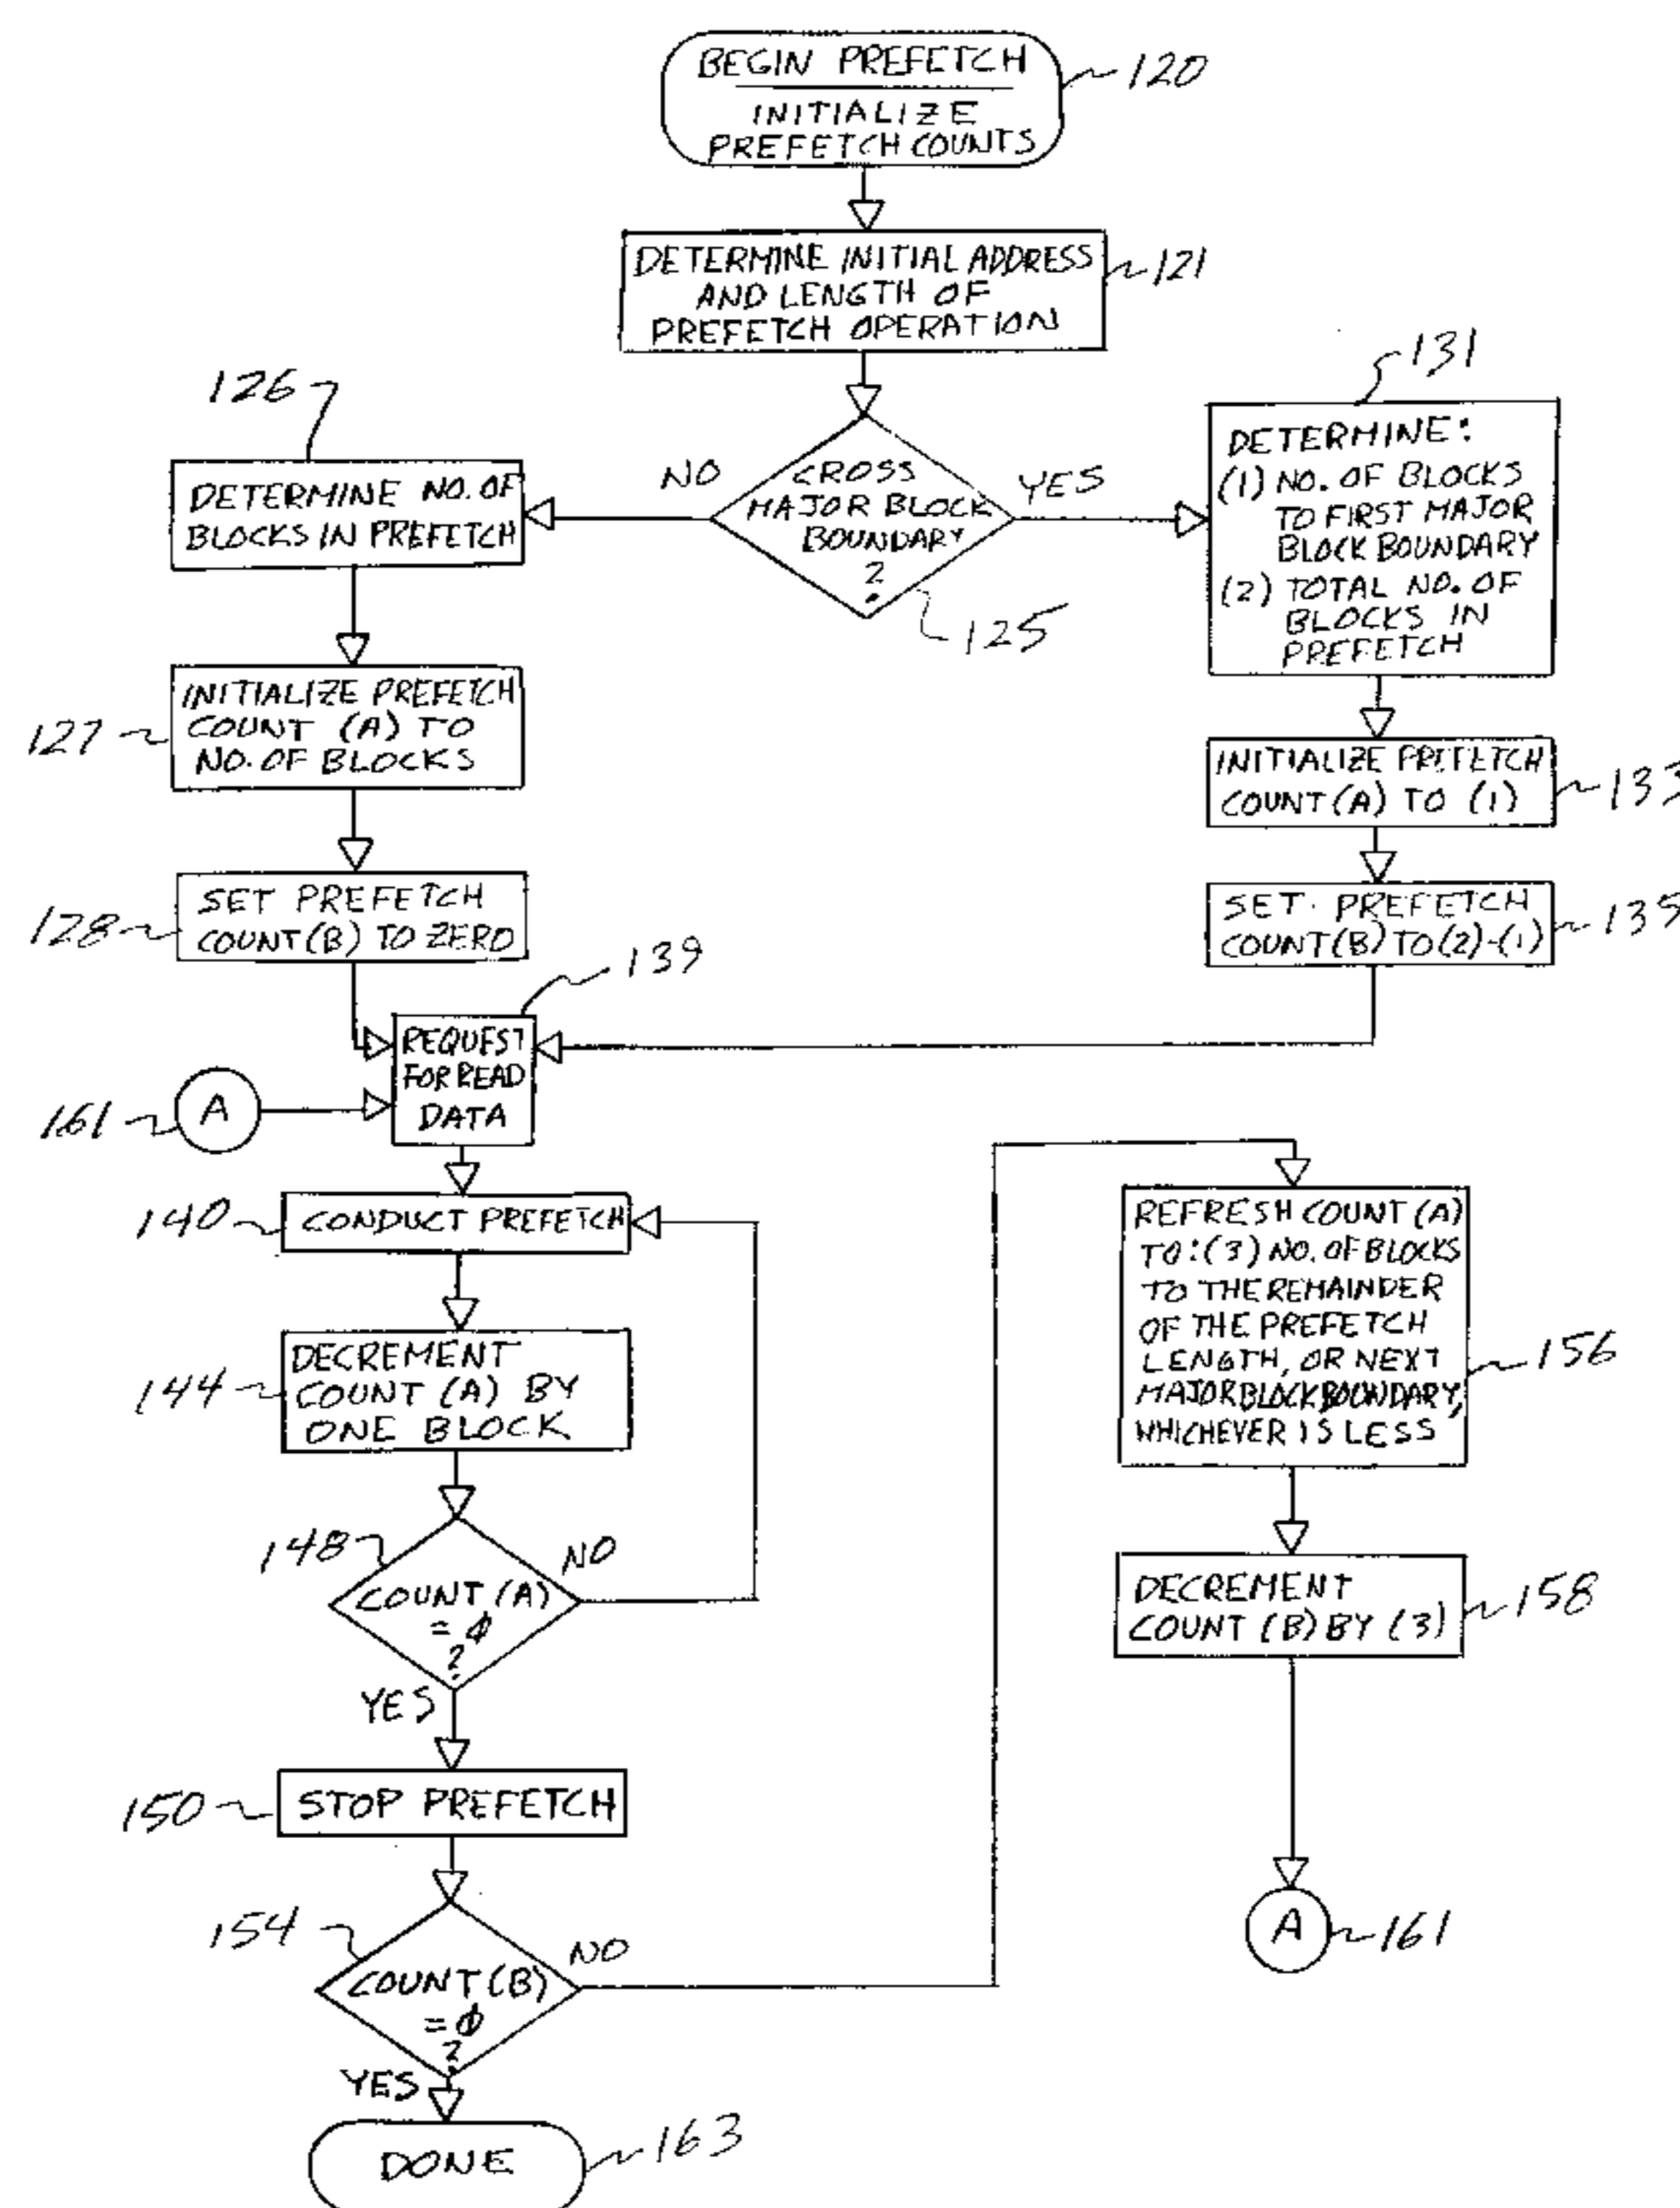 BEGIN PREFETCH
INITIALIZE
PREFETCH COUNTS
120
DETERMINE INITIAL ADDRESS
AND LENGTH OF
PREFETCH OPERATION
121
CROSS
MAJOR BLOCK
BOUNDARY
?
125
NO
YES
126
DETERMINE NO. OF
BLOCKS IN PREFETCH
131
DETERMINE:
(1) NO. OF BLOCKS
TO FIRST MAJOR
BLOCK BOUNDARY
(2) TOTAL NO. OF
BLOCKS IN
PREFETCH
127
INITIALIZE PREFETCH
COUNT (A) TO
NO. OF BLOCKS
INITIALIZE PREFETCH
COUNT (A) TO (1)
133
128
SET PREFETCH
COUNT (B) TO ZERO
SET PREFETCH
COUNT (B) TO (2)-(1)
135
139
REQUEST
FOR READ
DATA
161
A
140
CONDUCT PREFETCH
144
DECREMENT
COUNT (A) BY
ONE BLOCK
148
COUNT (A)
= 0
?
NO
YES
150
STOP PREFETCH
154
COUNT (B)
= 0
?
NO
YES
DONE
163
REFRESH COUNT (A)
TO: (3) NO. OF BLOCKS
TO THE REMAINDER
OF THE PREFETCH
LENGTH, OR NEXT
MAJOR BLOCK BOUNDARY,
WHICHEVER IS LESS
156
DECREMENT
COUNT (B) BY (3)
158
A
161